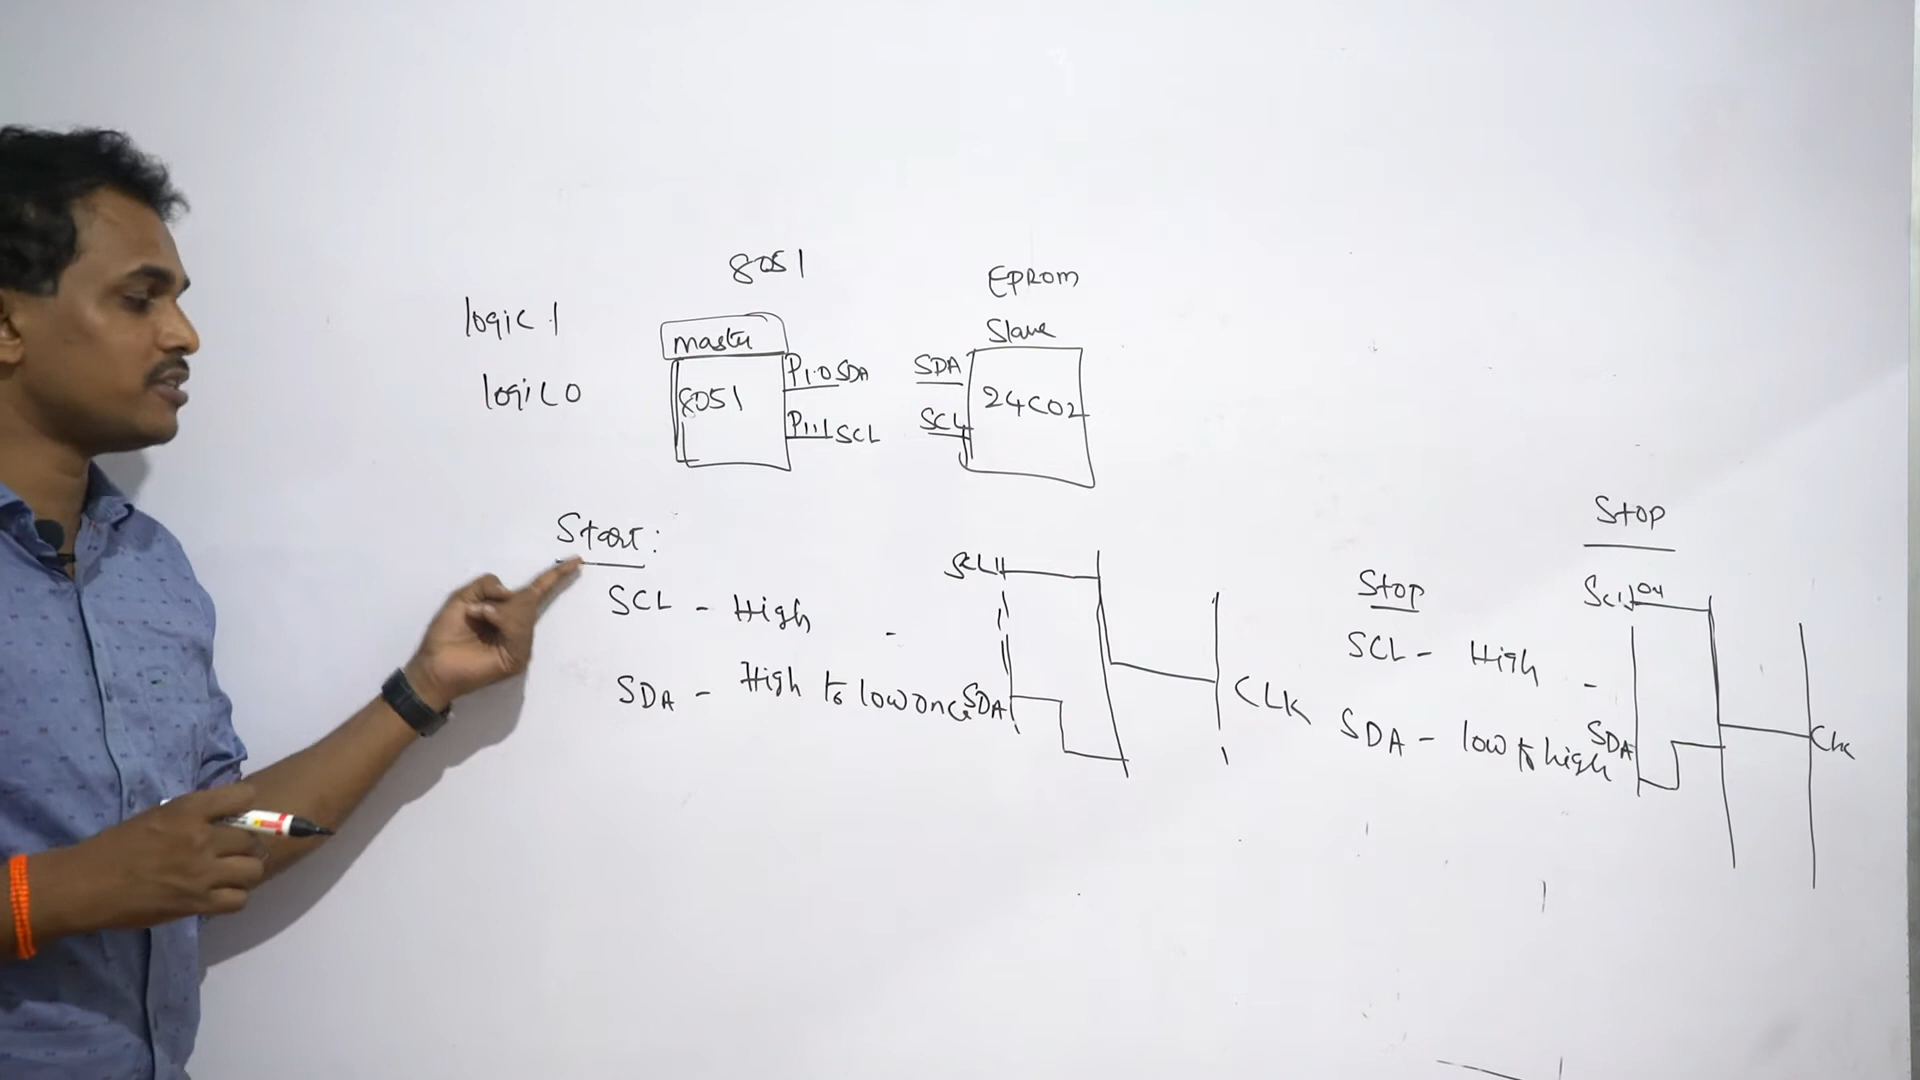 8051
EPROM
logic 1
master
Slave
logic 0
8051
P1.0 SDA
P1.1 SCL
SDA
SCL
24C02
Start:
SCL - High
SDA - High to low once
SCL
SDA
CLK
Stop
SCL - High
SDA - low to high
Stop
SDA
Clk